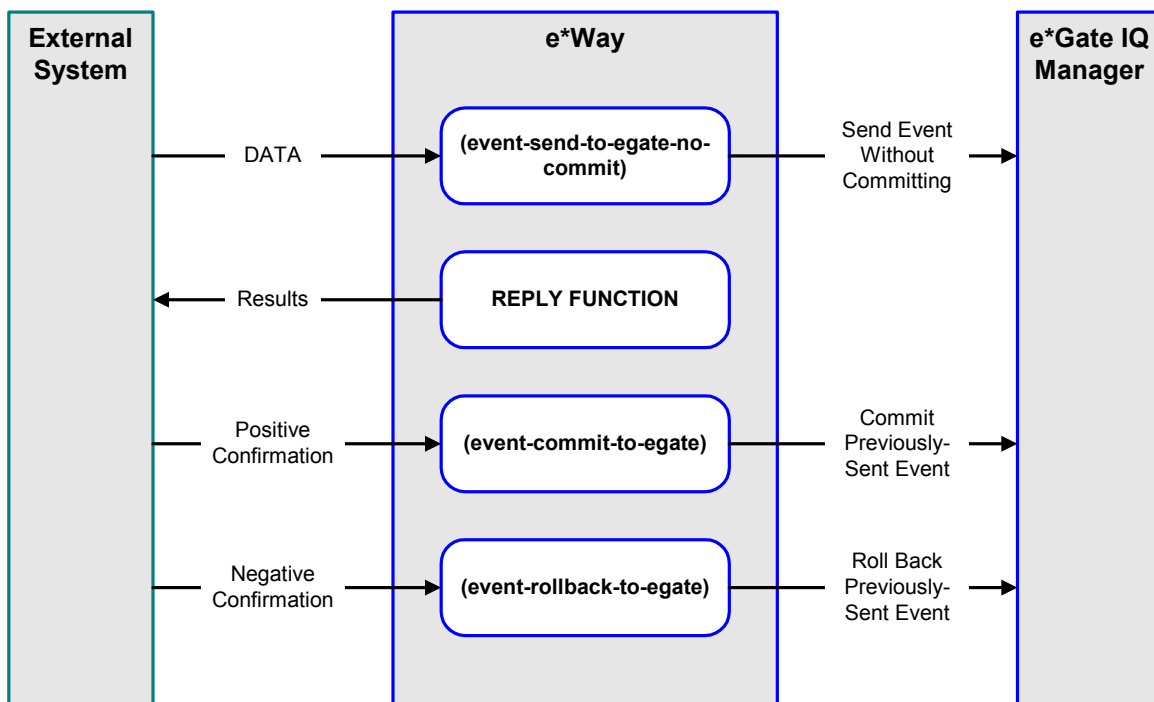 External
System
e*Way
e*Gate IQ
Manager
DATA
(event-send-to-egate-no-
commit)
Send Event
Without
Committing
Results
REPLY FUNCTION
Positive
Confirmation
(event-commit-to-egate)
Commit
Previously-
Sent Event
Negative
Confirmation
(event-rollback-to-egate)
Roll Back
Previously-
Sent Event